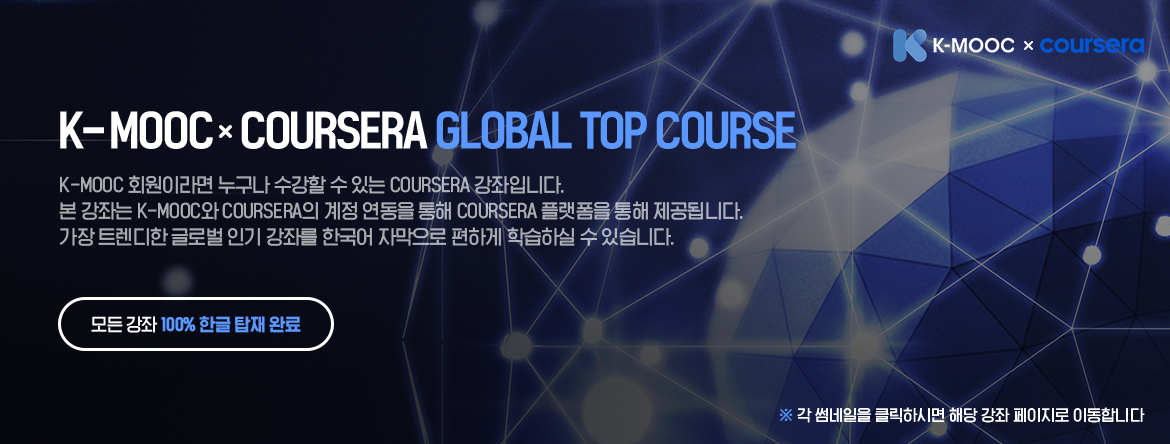 K-MOOC × coursera
K-MOOC × COURSERA GLOBAL TOP COURSE
K-MOOC 회원이라면 누구나 수강할 수 있는 COURSERA 강좌입니다.
본 강좌는 K-MOOC와 COURSERA의 계정 연동을 통해 COURSERA 플랫폼을 통해 제공됩니다.
가장 트렌디한 글로벌 인기 강좌를 한국어 자막으로 편하게 학습하실 수 있습니다.
모든 강좌 100% 한글 탑재 완료
※ 각 썸네일을 클릭하시면 해당 강좌 페이지로 이동합니다